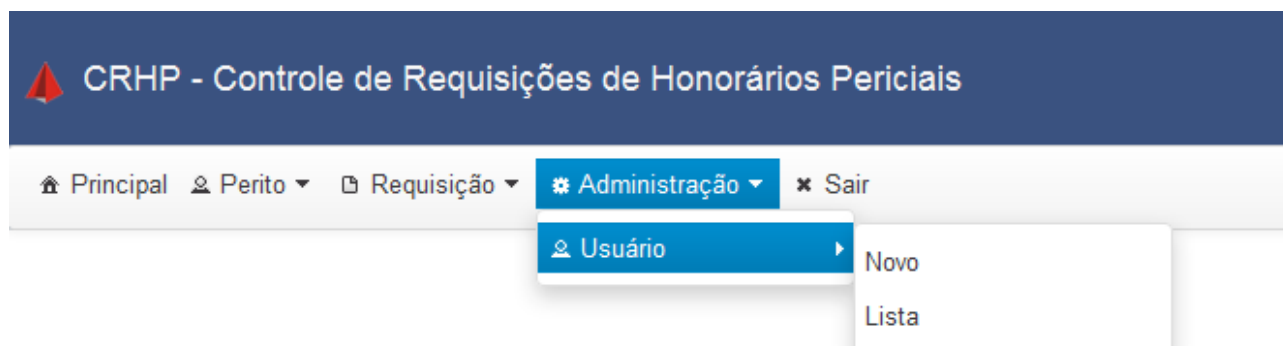 CRHP - Controle de Requisições de Honorários Periciais
Principal Perito Requisição Administração Sair
Usuário
Novo
Lista